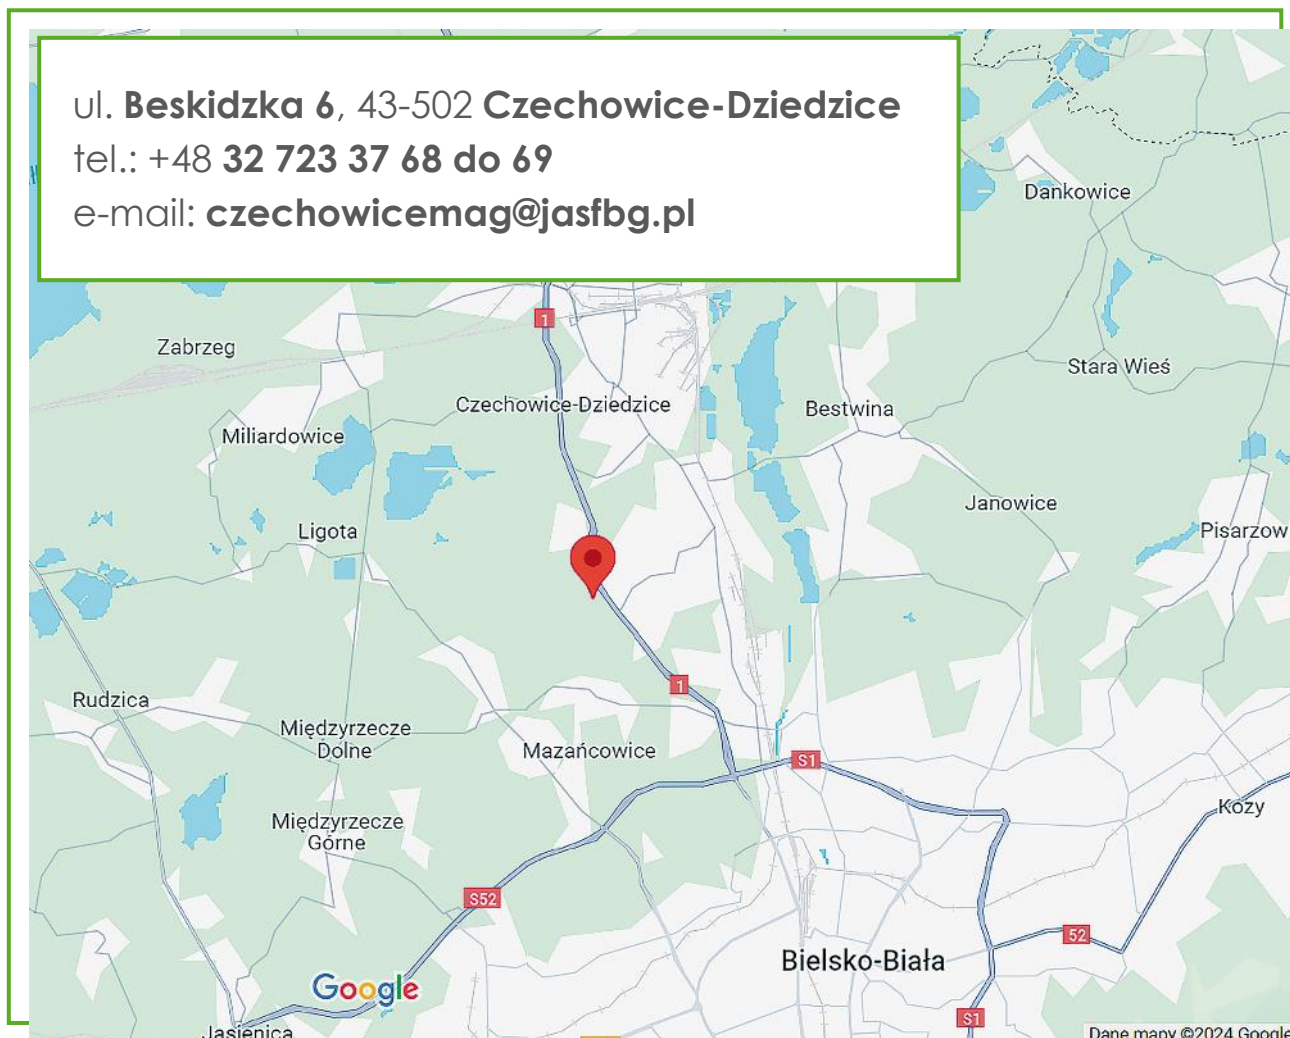 ul. Beskidzka 6, 43-502 Czechowice-Dziedzice
tel.: +48 32 723 37 68 do 69
e-mail: czechowicemag@jasfbg.pl
Dankowice
1
Zabrzeg
Stara Wieś
Czechowice-Dziedzice
Bestwina
Miliardowice
Janowice
Ligota
Pisarzow
1
Rudzica
Międzyrzecze
Dolne
Mazańcowice
S1
Kozy
Międzyrzecze
Górne
S52
52
Bielsko-Biała
Google
S1
Jasienica
Dane mapy ©2024 Google